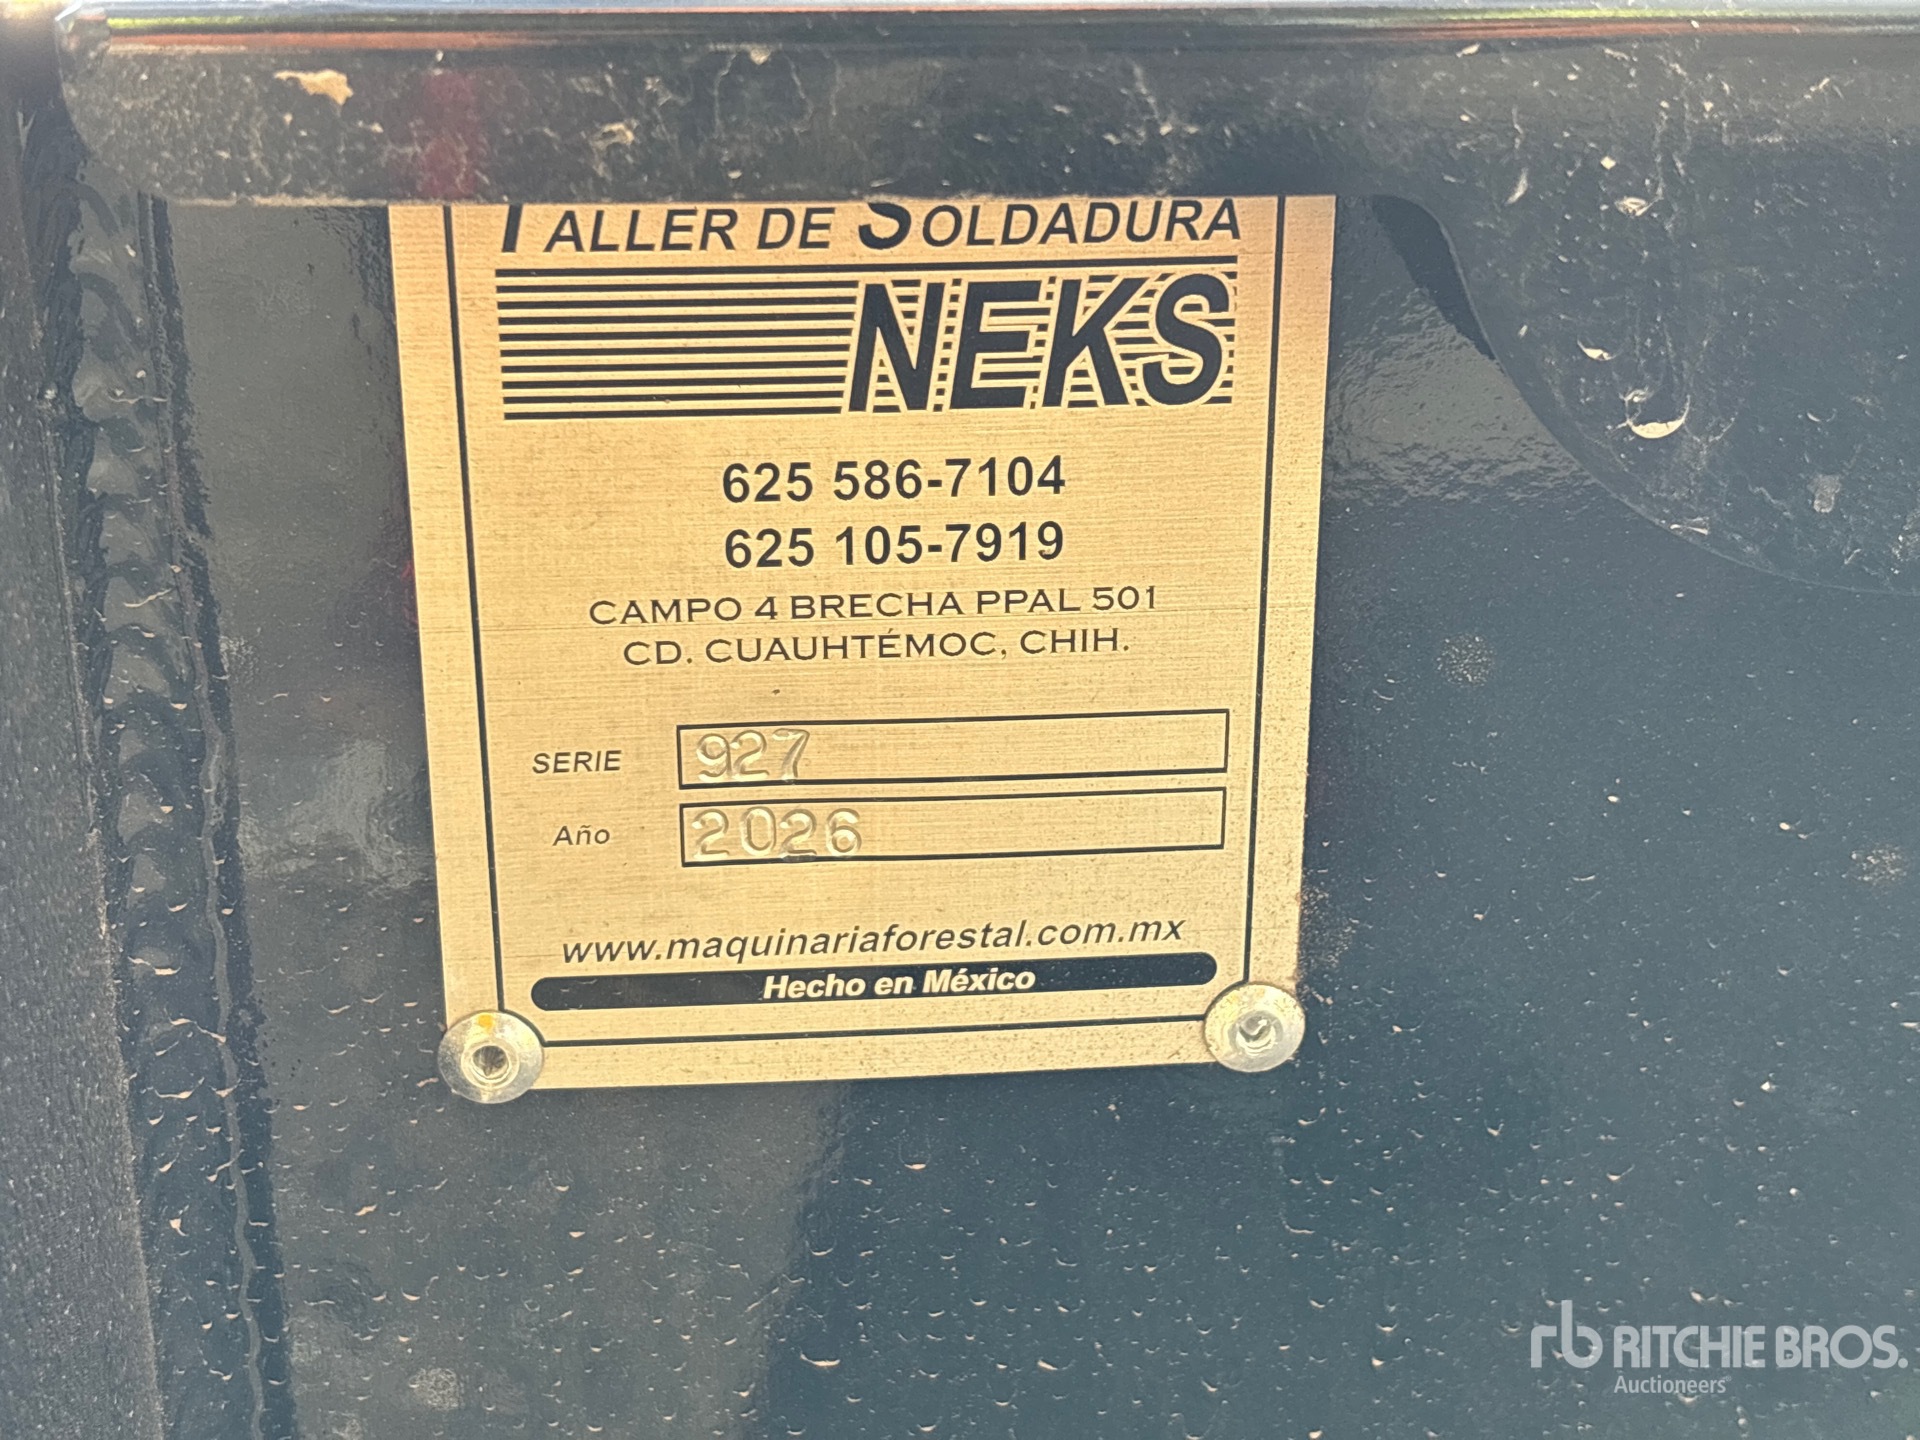 TALLER DE SOLDADURA
NEKS
625 586-7104
625 105-7919
CAMPO 4 BRECHA PPAL 501
CD. CUAUHTÉMOC, CHIH.
SERIE 927
Año 2026
www.maquinariaforestal.com.mx
Hecho en México
rb RITCHIE BROS.
Auctioneers